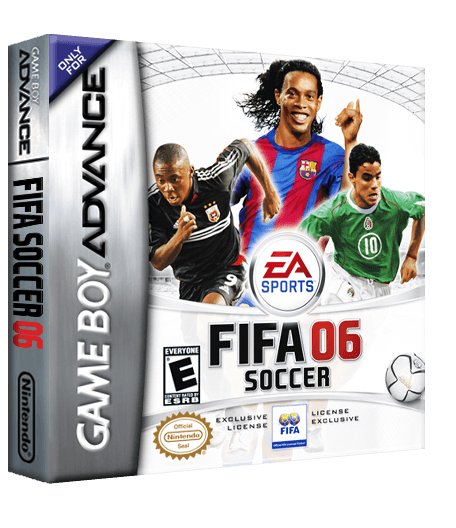 GAME BOY
ADVANCE
FIFA SOCCER 06
Nintendo
ONLY
FOR
GAME BOY ADVANCE
9
10
EA
SPORTS
FIFA 06
SOCCER
EVERYONE
E
CONTENT RATED BY
ESRB
Official
Nintendo
Seal
EXCLUSIVE
LICENSE
FIFA
LICENSE
EXCLUSIVE